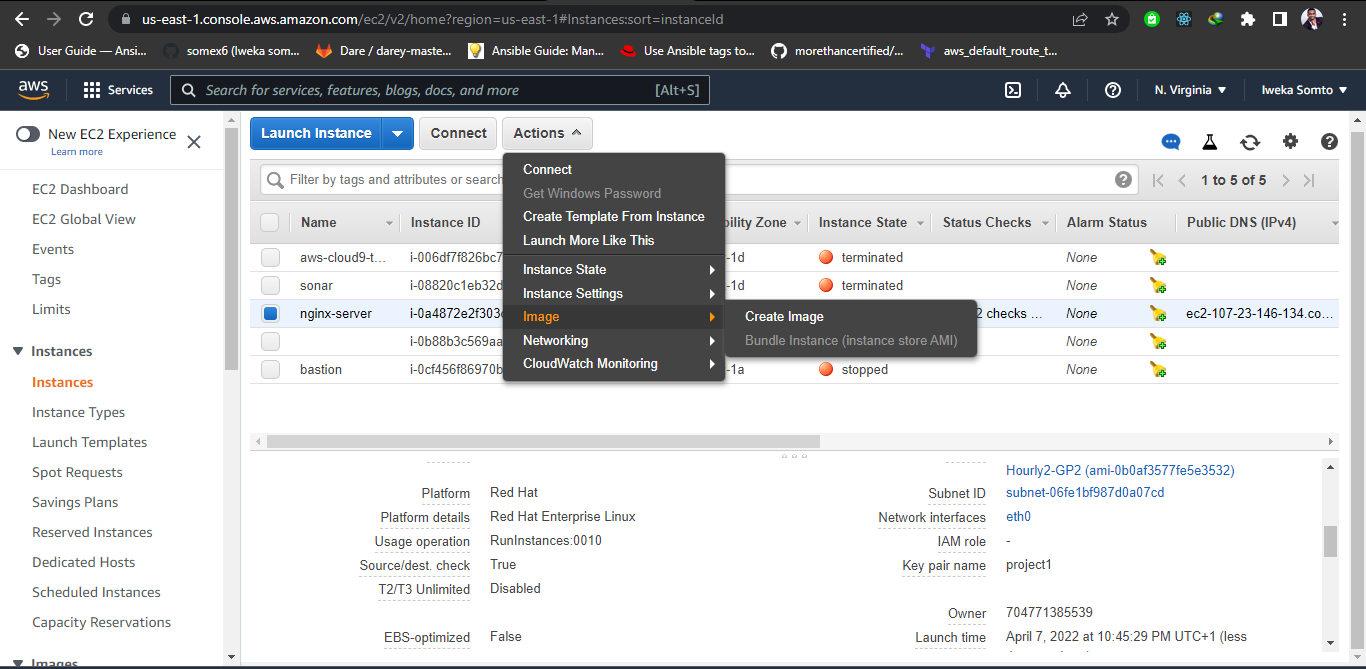 us-east-1.console.aws.amazon.com/ec2/v2/home?region=us-east-1#Instances:sort=instanceId
User Guide — Ansi... somex6 (Iweka som... Dare / darey-maste... Ansible Guide: Man... Use Ansible tags to... morethancertified/... aws_default_route_t...
aws Services Search for services, features, blogs, docs, and more [Alt+S] N. Virginia Iweka Somto
New EC2 Experience
Learn more
EC2 Dashboard
EC2 Global View
Events
Tags
Limits
Instances
Instances
Instance Types
Launch Templates
Spot Requests
Savings Plans
Reserved Instances
Dedicated Hosts
Scheduled Instances
Capacity Reservations
Images
Launch Instance Connect Actions
Filter by tags and attributes or search 1 to 5 of 5
Connect
Get Windows Password
Create Template From Instance
Launch More Like This
Instance State
Instance Settings
Image
Networking
CloudWatch Monitoring
Create Image
Bundle Instance (instance store AMI)
Name Instance ID bility Zone Instance State Status Checks Alarm Status Public DNS (IPv4)
aws-cloud9-t... i-006df7f826bc7 -1d terminated None
sonar i-08820c1eb32d -1d terminated None
nginx-server i-0a4872e2f303 2 checks ... None ec2-107-23-146-134.co...
i-0b88b3c569aa None
bastion i-0cf456f86970b -1a stopped None
Hourly2-GP2 (ami-0b0af3577fe5e3532)
Platform Red Hat Subnet ID subnet-06fe1bf987d0a07cd
Platform details Red Hat Enterprise Linux Network interfaces eth0
Usage operation RunInstances:0010 IAM role -
Source/dest. check True Key pair name project1
T2/T3 Unlimited Disabled
Owner 704771385539
EBS-optimized False Launch time April 7, 2022 at 10:45:29 PM UTC+1 (less